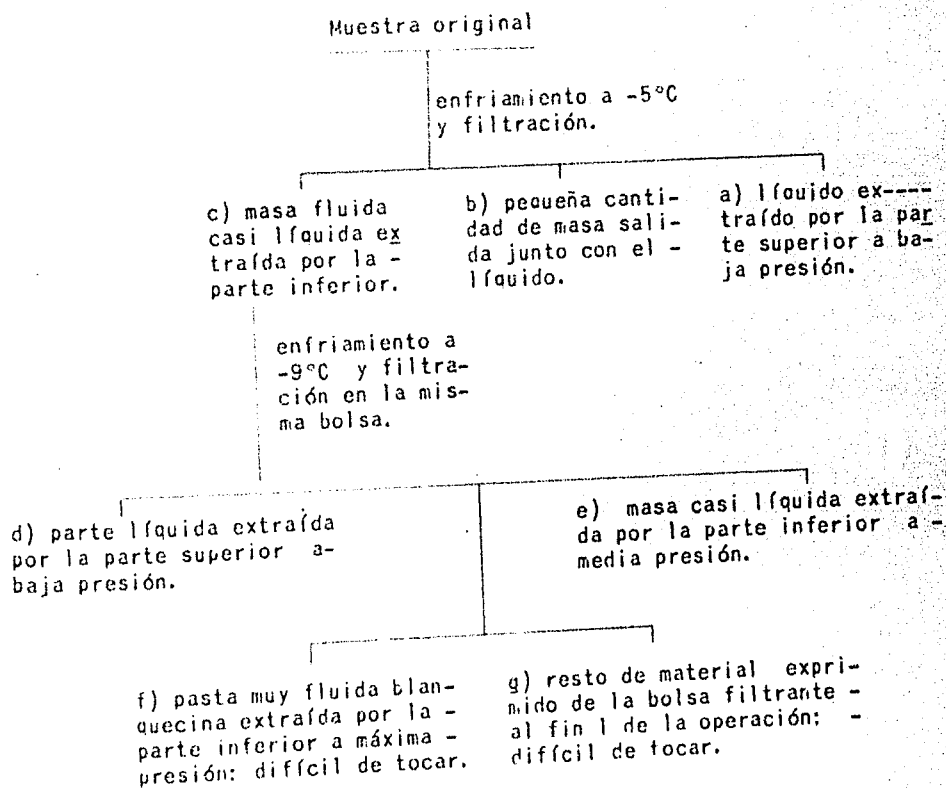 Muestra original
enfriamiento a -5°C
y filtración.
c) masa fluida
casi líquida ex
traída por la -
parte inferior.
b) pequeña canti-
dad de masa sali-
da junto con el -
líquido.
a) líquido ex----
traído por la par
te superior a ba-
ja presión.
enfriamiento a
-9°C y filtra-
ción en la mis-
ma bolsa.
d) parte líquida extraída
por la parte superior a-
baja presión.
e) masa casi líquida extraí-
da por la parte inferior a -
media presión.
f) pasta muy fluida blan-
quecina extraída por la -
parte inferior a máxima -
presión: difícil de tocar.
g) resto de material expri-
mido de la bolsa filtrante -
al fin l de la operación: -
difícil de tocar.